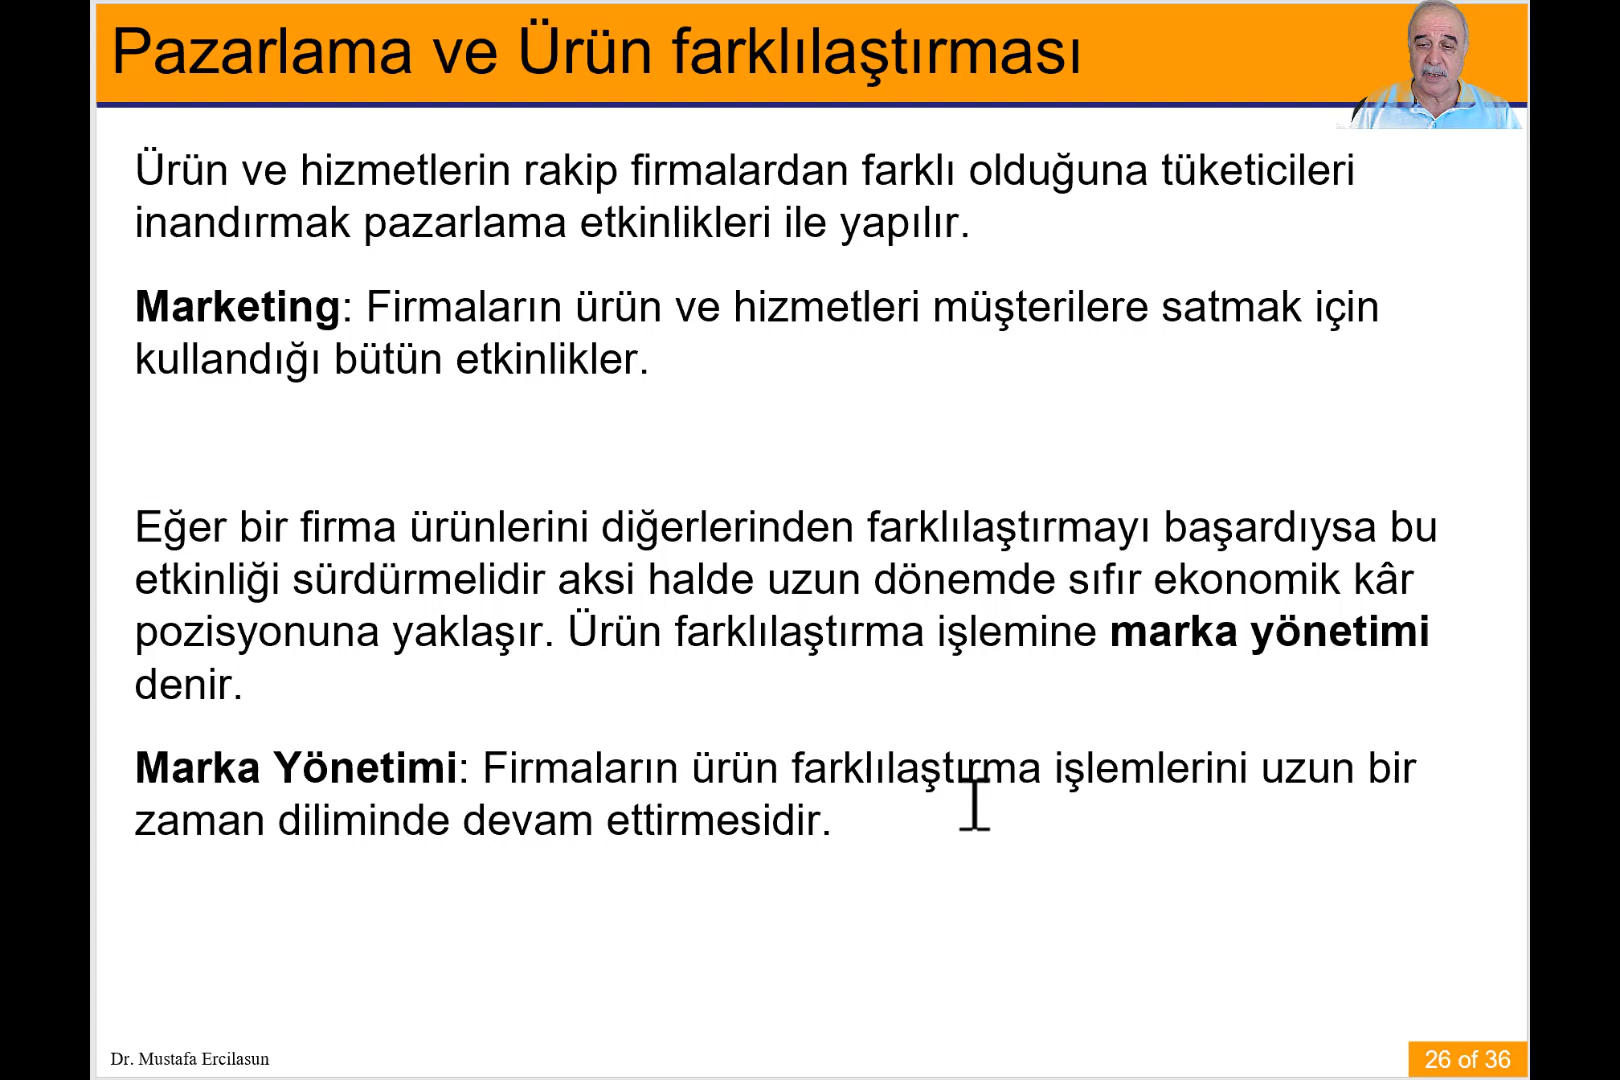 Pazarlama ve Ürün farklılaştırması
Ürün ve hizmetlerin rakip firmalardan farklı olduğuna tüketicileri
inandırmak pazarlama etkinlikleri ile yapılır.
Marketing: Firmaların ürün ve hizmetleri müşterilere satmak için
kullandığı bütün etkinlikler.
Eğer bir firma ürünlerini diğerlerinden farklılaştırmayı başardıysa bu
etkinliği sürdürmelidir aksi halde uzun dönemde sıfır ekonomik kâr
pozisyonuna yaklaşır. Ürün farklılaştırma işlemine marka yönetimi
denir.
Marka Yönetimi: Firmaların ürün farklılaştırma işlemlerini uzun bir
zaman diliminde devam ettirmesidir.
Dr. Mustafa Ercilasun
26 of 36